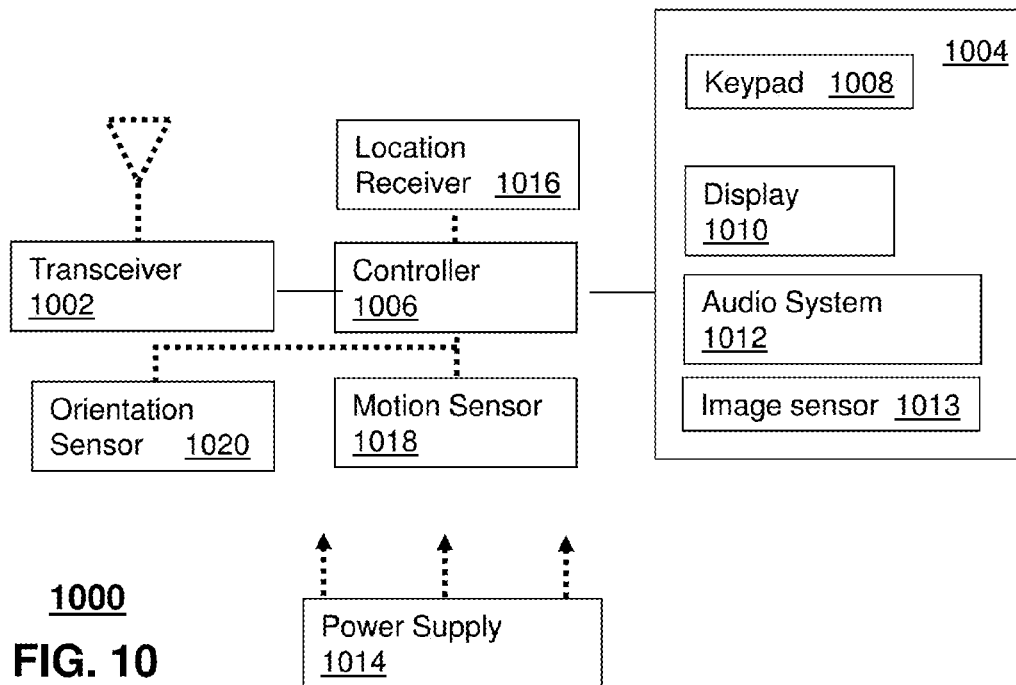 1004
Keypad 1008
Location
Receiver 1016
Display
1010
Transceiver
1002
Controller
1006
Audio System
1012
Image sensor 1013
Orientation
Sensor 1020
Motion Sensor
1018
1000
FIG. 10
Power Supply
1014